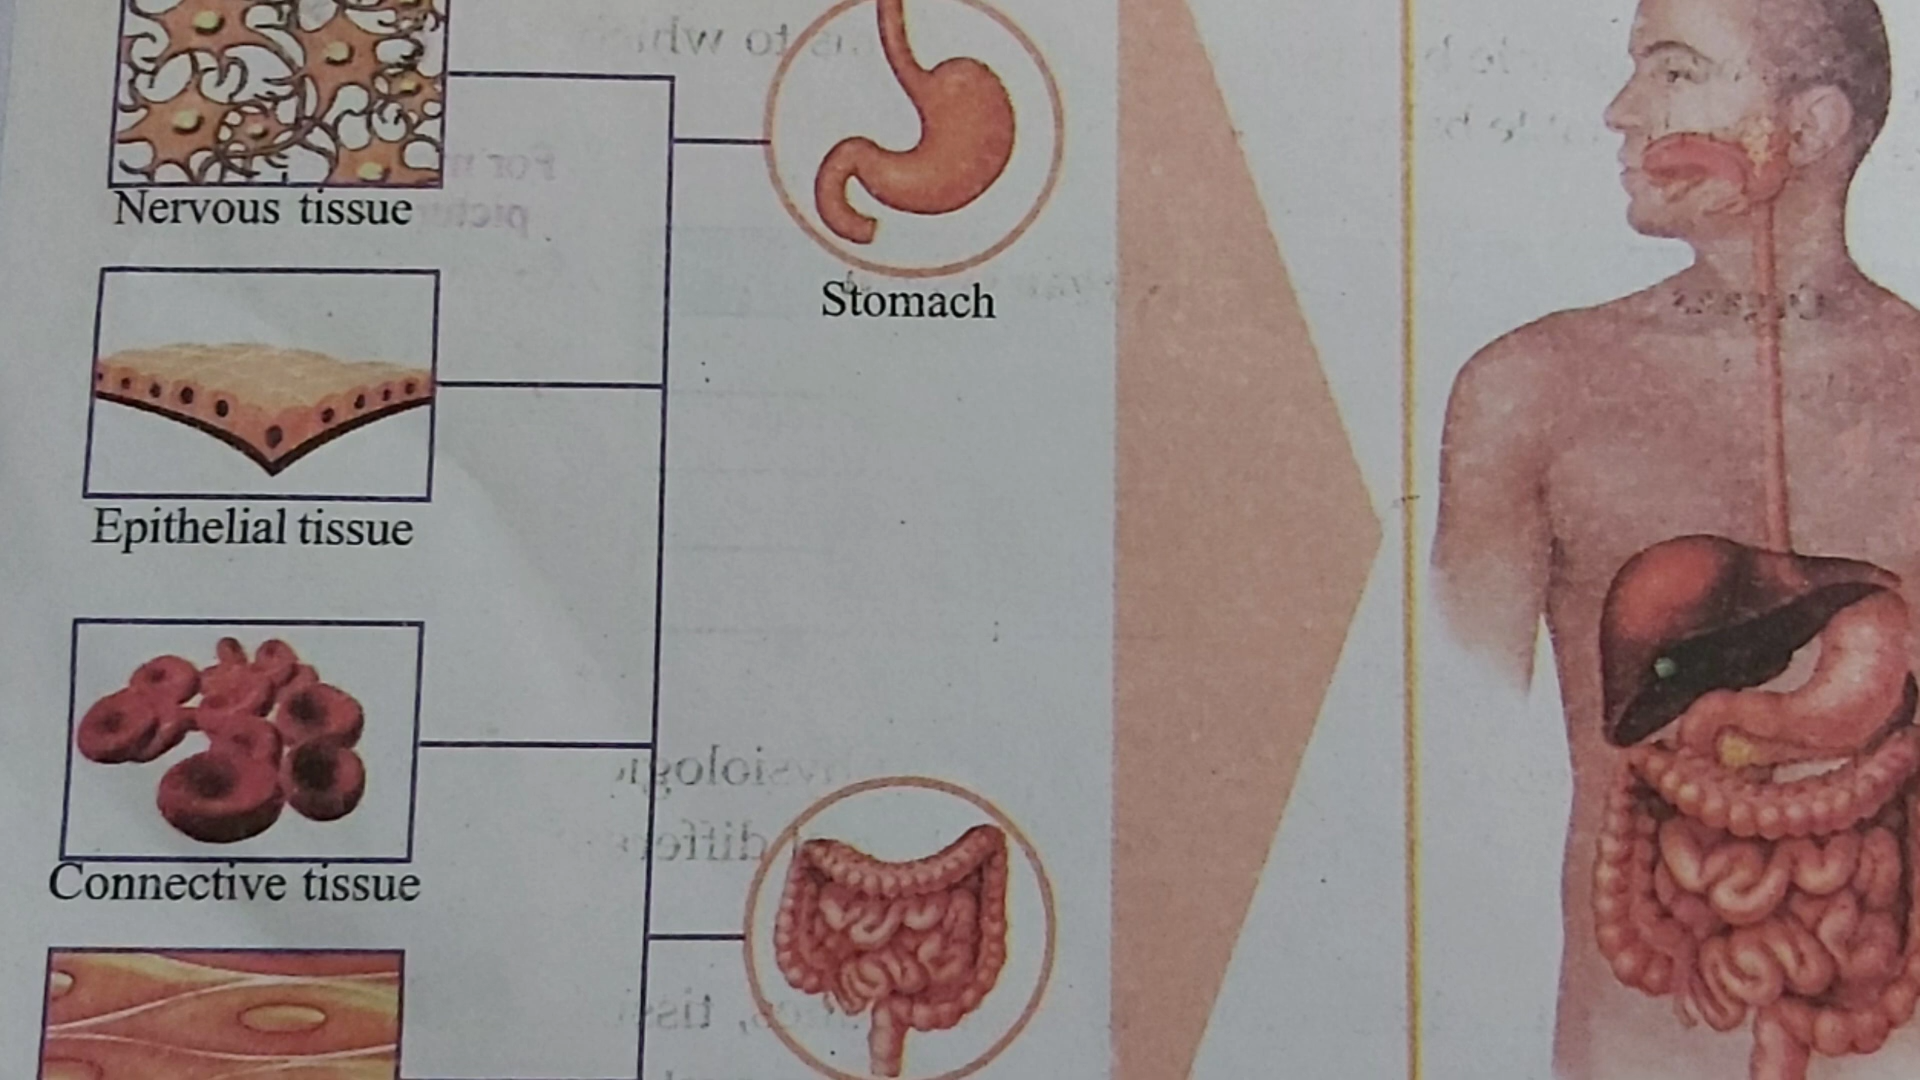 Nervous tissue
Stomach
Epithelial tissue
Connective tissue